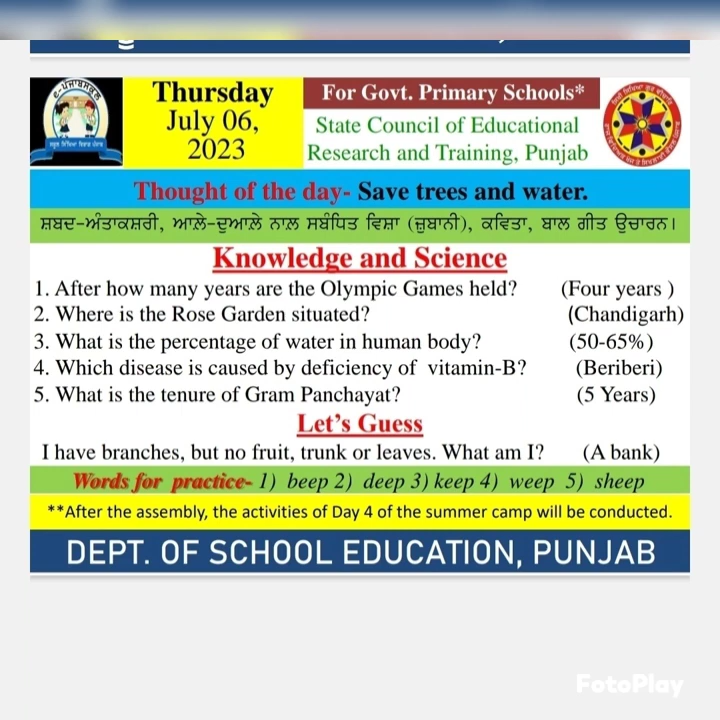 Thursday
July 06,
2023
For Govt. Primary Schools*
State Council of Educational
Research and Training, Punjab
Thought of the day- Save trees and water.
ਸ਼ਬਦ-ਅੰਤਾਕਸ਼ਰੀ, ਆਲ਼ੇ-ਦੁਆਲ਼ੇ ਨਾਲ਼ ਸਬੰਧਿਤ ਵਿਸ਼ਾ (ਜ਼ੁਬਾਨੀ), ਕਵਿਤਾ, ਬਾਲ ਗੀਤ ਉਚਾਰਨ।
Knowledge and Science
1. After how many years are the Olympic Games held? (Four years )
2. Where is the Rose Garden situated? (Chandigarh)
3. What is the percentage of water in human body? (50-65%)
4. Which disease is caused by deficiency of vitamin-B? (Beriberi)
5. What is the tenure of Gram Panchayat? (5 Years)
Let's Guess
I have branches, but no fruit, trunk or leaves. What am I? (A bank)
Words for practice- 1) beep 2) deep 3) keep 4) weep 5) sheep
**After the assembly, the activities of Day 4 of the summer camp will be conducted.
DEPT. OF SCHOOL EDUCATION, PUNJAB
FotoPlay